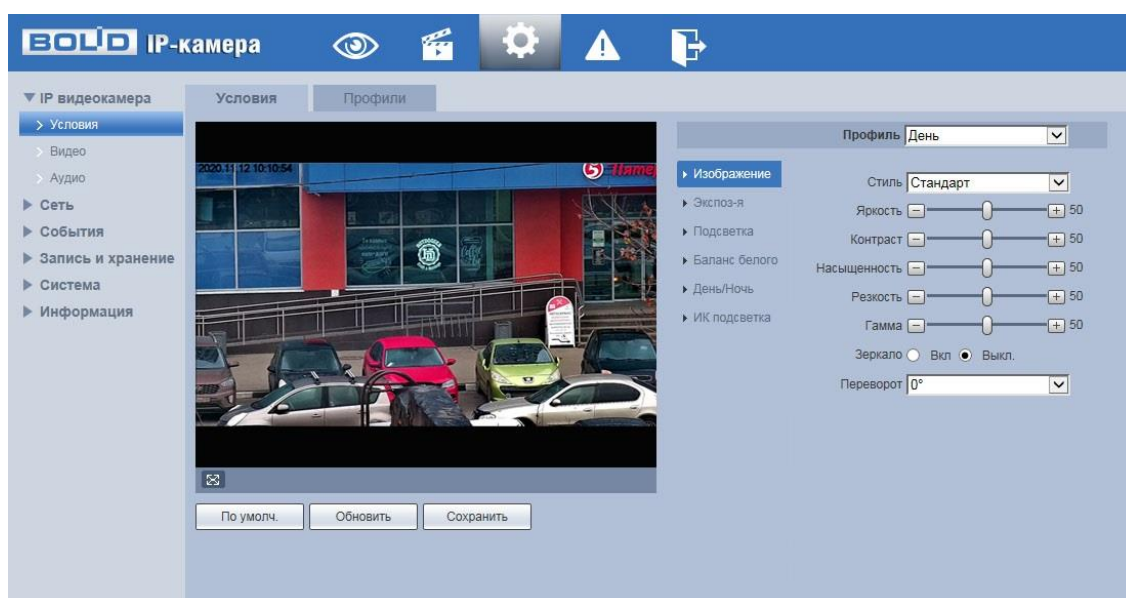 BOLID IP-камера
IP видеокамера
Условия
Видео
Аудио
Сеть
События
Запись и хранение
Система
Информация
Условия
Профили
2020.11.12 10:10:54
5
По умолч.
Обновить
Сохранить
Профиль День
Изображение
Экспоз-я
Подсветка
Баланс белого
День/Ночь
ИК подсветка
Стиль Стандарт
Яркость 50
Контраст 50
Насыщенность 50
Резкость 50
Гамма 50
Зеркало Вкл Выкл.
Переворот 0°